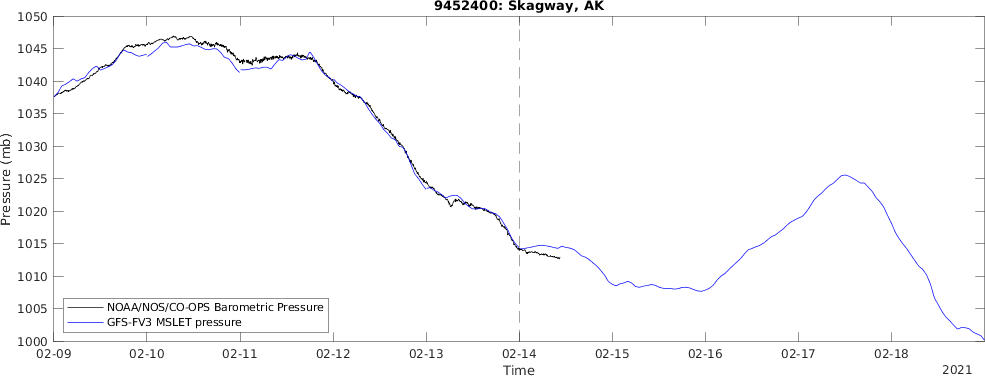 9452400: Skagway, AK
1050
1045
1040
1035
1030
1025
1020
1015
1010
1005
1000
Pressure (mb)
NOAA/NOS/CO-OPS Barometric Pressure
GFS-FV3 MSLET pressure
02-09 02-10 02-11 02-12 02-13 02-14 02-15 02-16 02-17 02-18
Time
2021